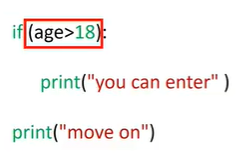 if (age>18):
print("you can enter" )
print("move on")